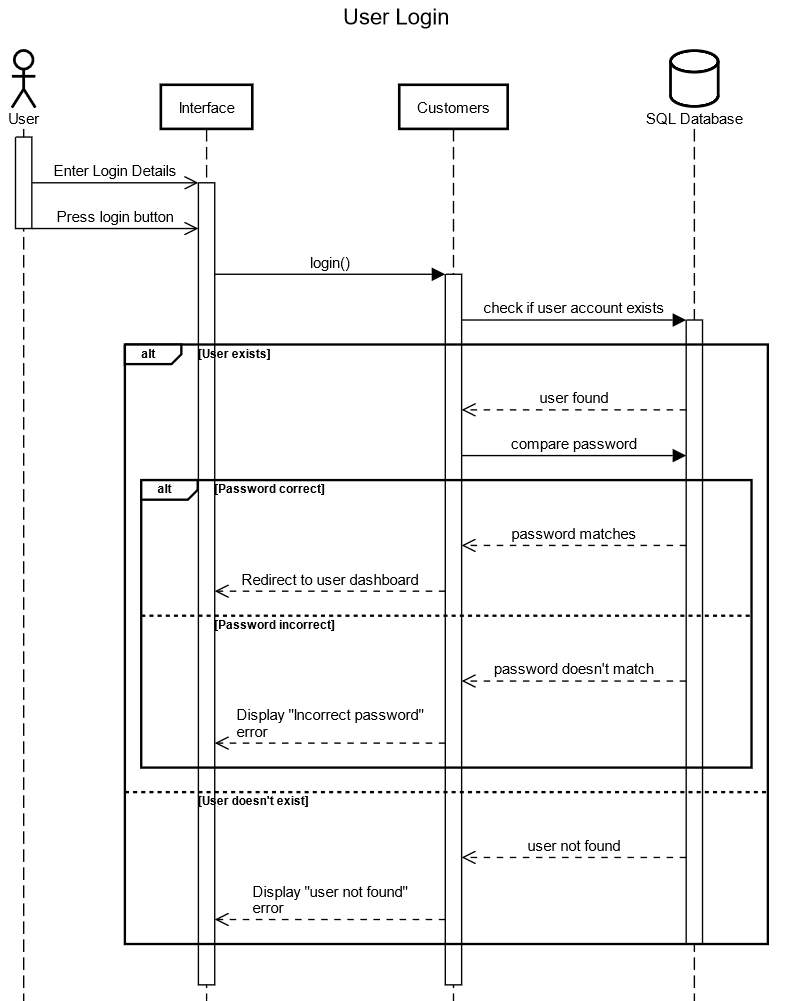 User Login
User
Interface
Customers
SQL Database
Enter Login Details
Press login button
login()
check if user account exists
alt
[User exists]
user found
compare password
alt
[Password correct]
password matches
Redirect to user dashboard
[Password incorrect]
password doesn't match
Display "Incorrect password"
error
[User doesn't exist]
user not found
Display "user not found"
error